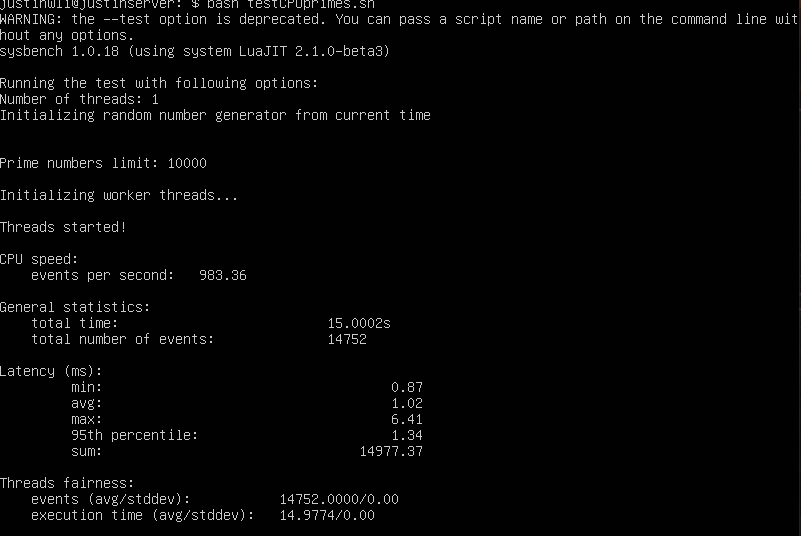 justinwli@justinserver:~$ bash testCPUprimes.sh
WARNING: the --test option is deprecated. You can pass a script name or path on the command line wit
hout any options.
sysbench 1.0.18 (using system LuaJIT 2.1.0-beta3)
Running the test with following options:
Number of threads: 1
Initializing random number generator from current time
Prime numbers limit: 10000
Initializing worker threads...
Threads started!
CPU speed:
events per second: 983.36
General statistics:
total time: 15.0002s
total number of events: 14752
Latency (ms):
min: 0.87
avg: 1.02
max: 6.41
95th percentile: 1.34
sum: 14977.37
Threads fairness:
events (avg/stddev): 14752.0000/0.00
execution time (avg/stddev): 14.9774/0.00